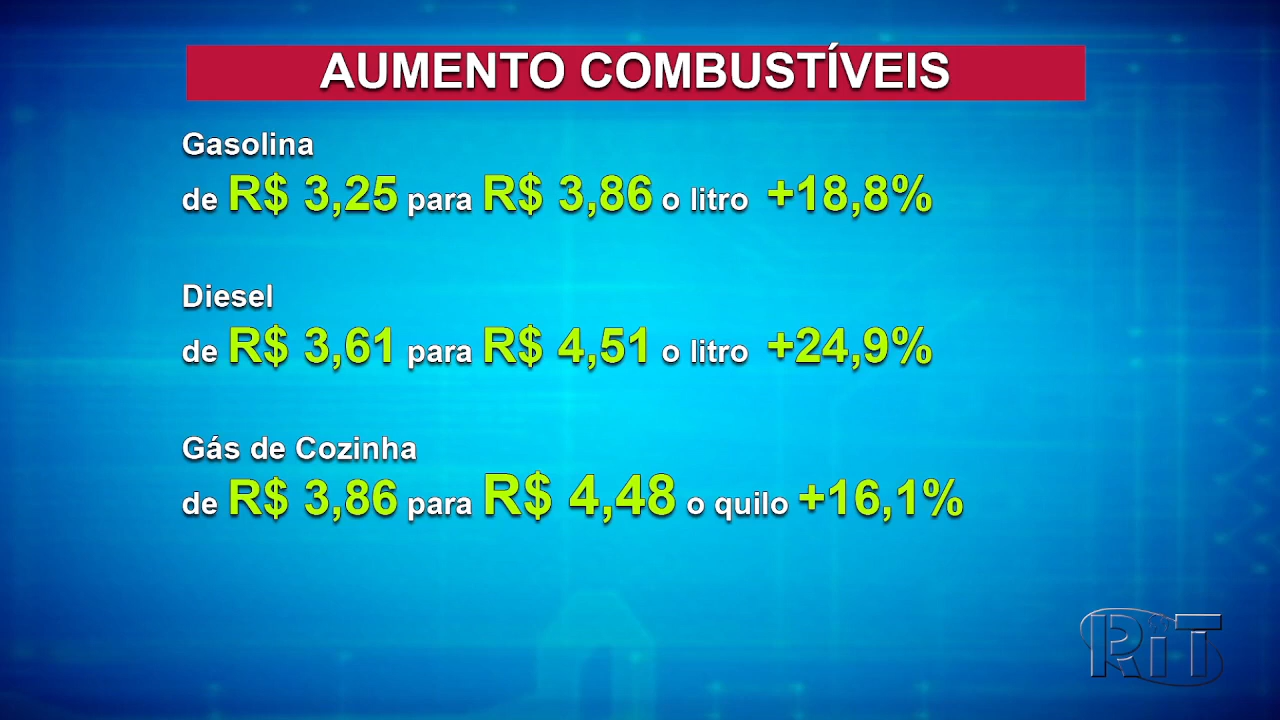 AUMENTO COMBUSTÍVEIS
Gasolina
de R$ 3,25 para R$ 3,86 o litro +18,8%
Diesel
de R$ 3,61 para R$ 4,51 o litro +24,9%
Gás de Cozinha
de R$ 3,86 para R$ 4,48 o quilo +16,1%
RiT